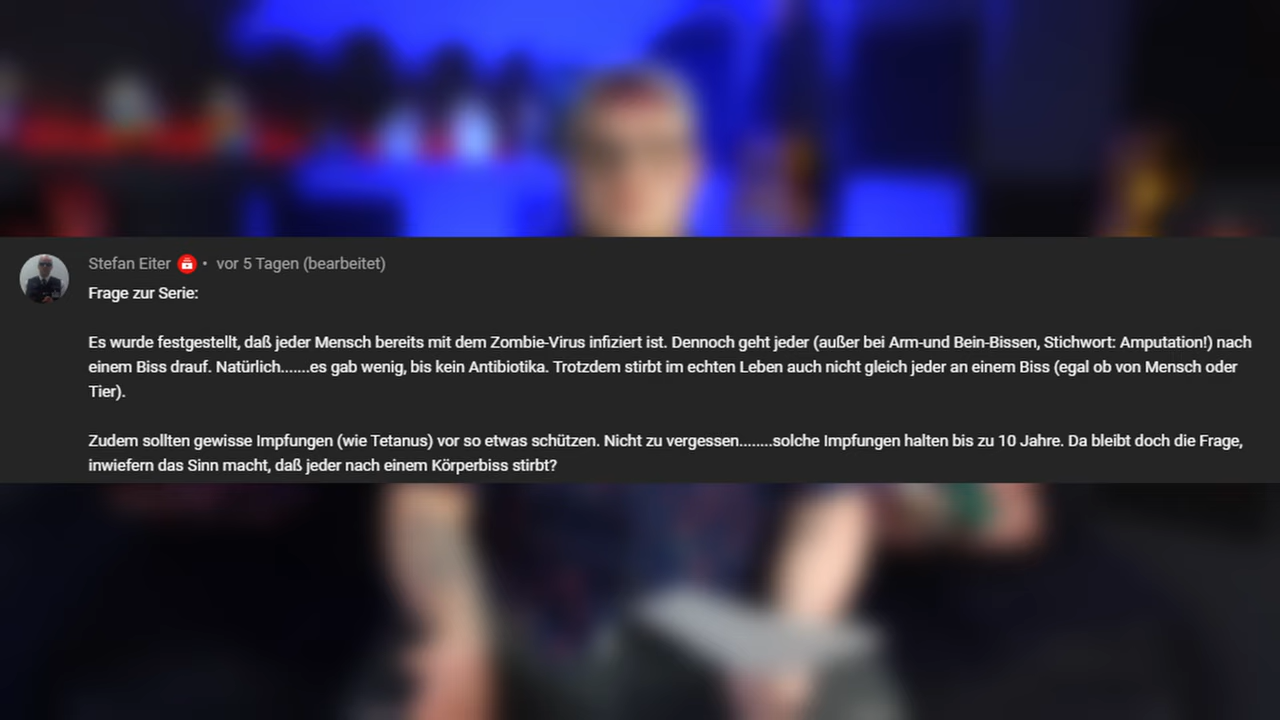 Stefan Eiter • vor 5 Tagen (bearbeitet)
Frage zur Serie:
Es wurde festgestellt, daß jeder Mensch bereits mit dem Zombie-Virus infiziert ist. Dennoch geht jeder (außer bei Arm-und Bein-Bissen, Stichwort: Amputation!) nach
einem Biss drauf. Natürlich.......es gab wenig, bis kein Antibiotika. Trotzdem stirbt im echten Leben auch nicht gleich jeder an einem Biss (egal ob von Mensch oder
Tier).
Zudem sollten gewisse Impfungen (wie Tetanus) vor so etwas schützen. Nicht zu vergessen........solche Impfungen halten bis zu 10 Jahre. Da bleibt doch die Frage,
inwiefern das Sinn macht, daß jeder nach einem Körperbiss stirbt?